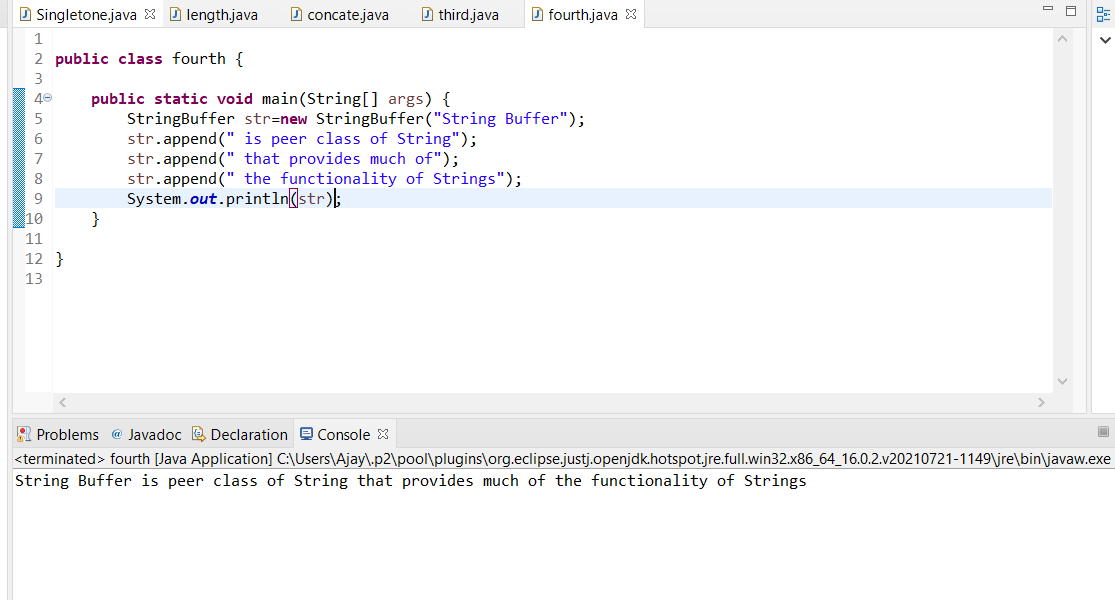 Singletone.java length.java concate.java third.java fourth.java
1
2 public class fourth {
3
4 public static void main(String[] args) {
5 StringBuffer str=new StringBuffer("String Buffer");
6 str.append(" is peer class of String");
7 str.append(" that provides much of");
8 str.append(" the functionality of Strings");
9 System.out.println(str);
10 }
11
12 }
13
Problems @ Javadoc Declaration Console
<terminated> fourth [Java Application] C:\Users\Ajay\.p2\pool\plugins\org.eclipse.justj.openjdk.hotspot.jre.full.win32.x86_64_16.0.2.v20210721-1149\jre\bin\javaw.exe
String Buffer is peer class of String that provides much of the functionality of Strings